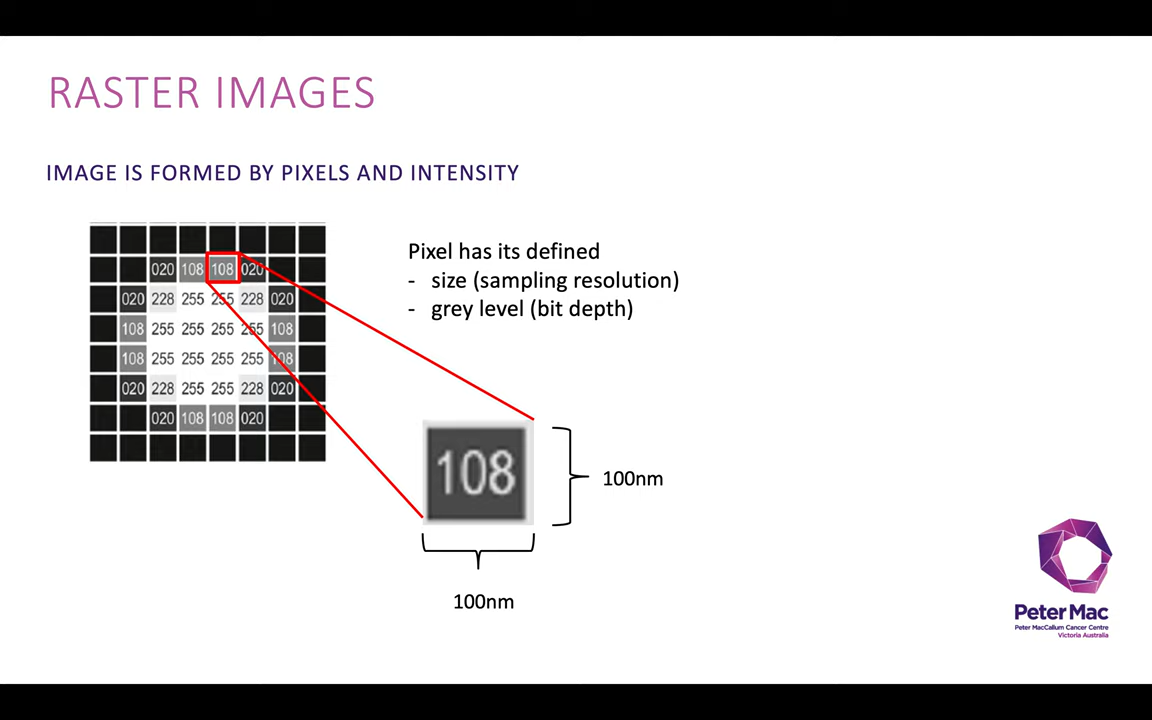 RASTER IMAGES
IMAGE IS FORMED BY PIXELS AND INTENSITY
020 108 108 020
020 228 255 255 228 020
108 255 255 255 255 108
108 255 255 255 255 108
020 228 255 255 228 020
020 108 108 020
Pixel has its defined
- size (sampling resolution)
- grey level (bit depth)
108
100nm
100nm
Peter Mac
Peter MacCallum Cancer Centre
Victoria Australia